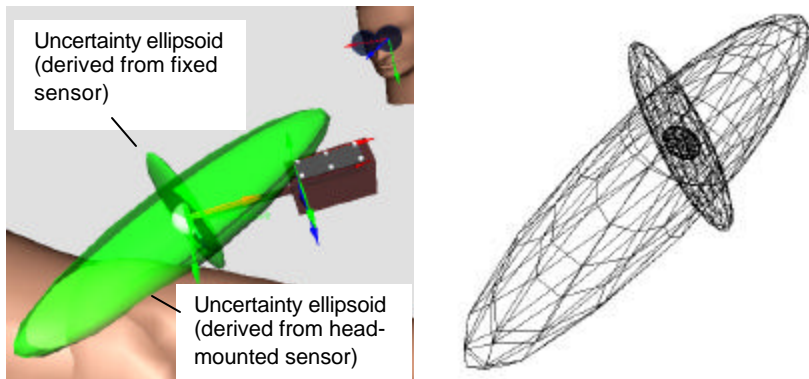 Uncertainty ellipsoid
(derived from fixed
sensor)
Uncertainty ellipsoid
(derived from head-
mounted sensor)